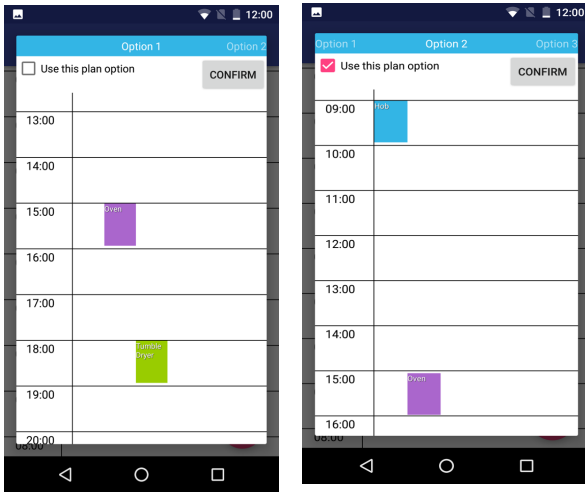 12:00
Option 1 Option 2
Use this plan option
CONFIRM
13:00
14:00
15:00
Oven
16:00
17:00
18:00
Tumble
Dryer
19:00
20:00
08:00
12:00
Option 1 Option 2 Option 3
Use this plan option
CONFIRM
09:00
Hob
10:00
11:00
12:00
13:00
14:00
15:00
Oven
16:00
08:00